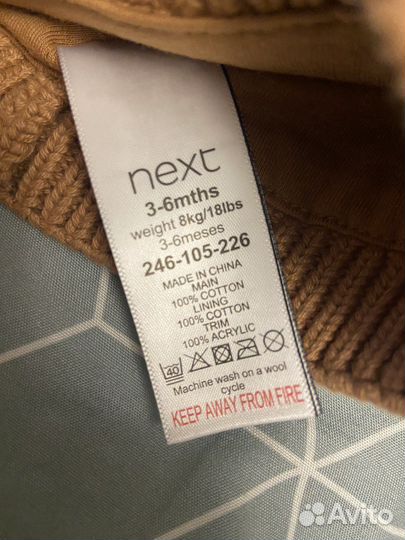 next
3-6mths
weight 8kg/18lbs
3-6meses
246-105-226
MADE IN CHINA
MAIN
100% COTTON
LINING
100% COTTON
TRIM
100% ACRYLIC
40
Machine wash on a wool
cycle
KEEP AWAY FROM FIRE
Avito